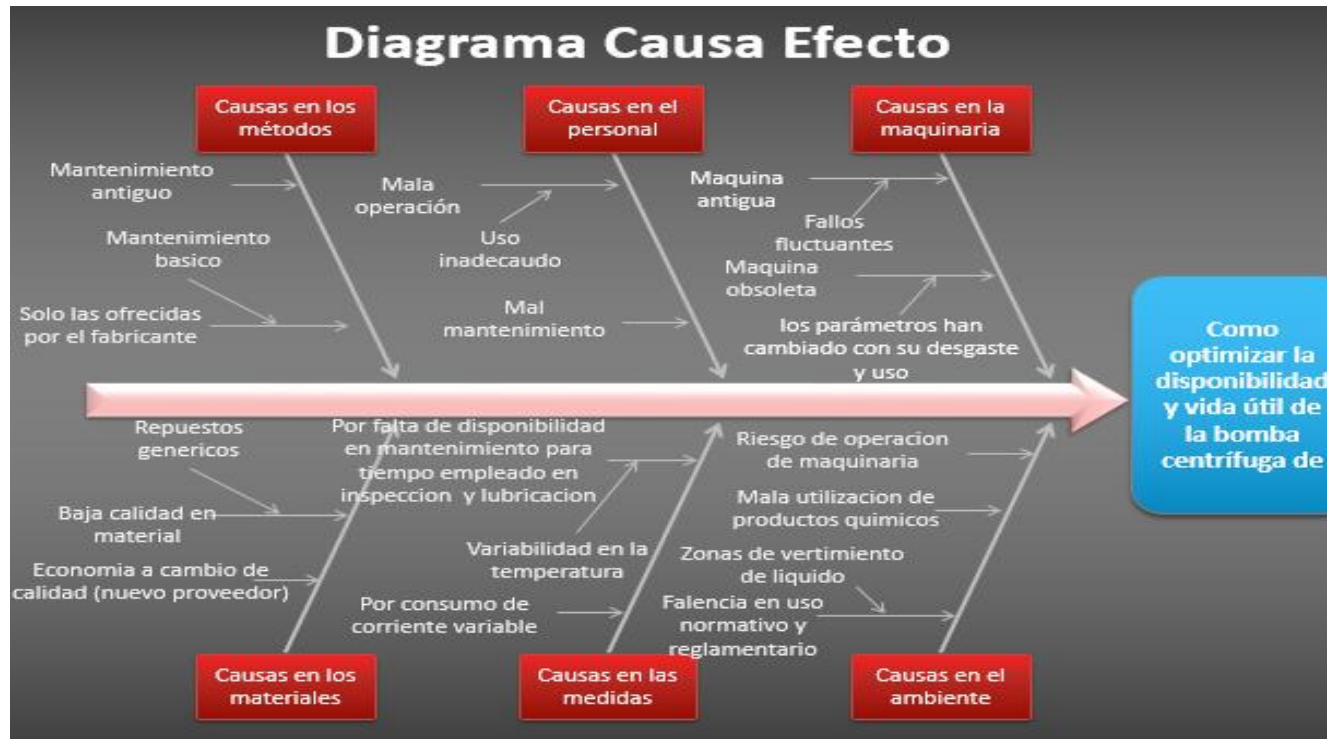 Diagrama Causa Efecto
Causas en los
métodos
Causas en el
personal
Causas en la
maquinaria
Mantenimiento
antiguo
Mantenimiento
basico
Solo las ofrecidas
por el fabricante
Mala
operación
Uso
inadecaudo
Mal
mantenimiento
Maquina
antigua
Fallos
fluctuantes
Maquina
obsoleta
los parámetros han
cambiado con su desgaste
y uso
Como
optimizar la
disponibilidad
y vida útil de
la bomba
centrífuga de
Repuestos
genericos
Baja calidad en
material
Economia a cambio de
calidad (nuevo proveedor)
Por falta de disponibilidad
en mantenimiento para
tiempo empleado en
inspeccion y lubricacion
Variabilidad en la
temperatura
Por consumo de
corriente variable
Riesgo de operacion
de maquinaria
Mala utilizacion de
productos quimicos
Zonas de vertimiento
de liquido
Falencia en uso
normativo y
reglamentario
Causas en los
materiales
Causas en las
medidas
Causas en el
ambiente